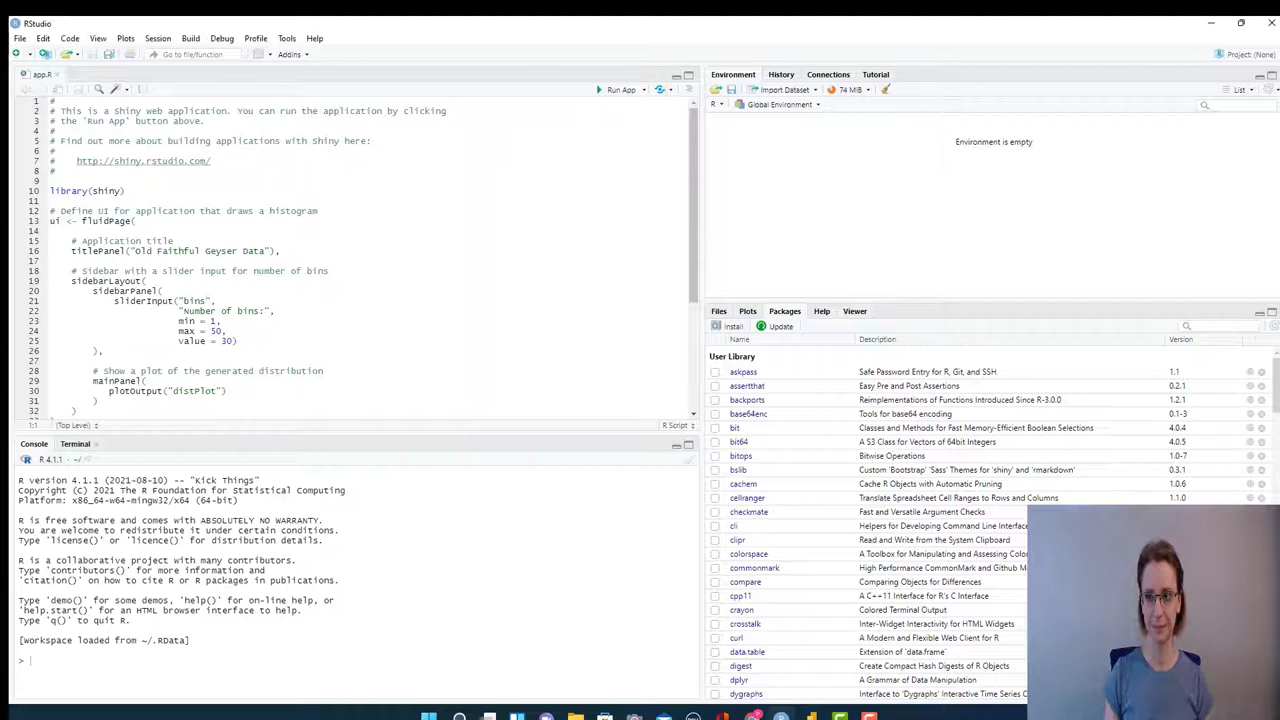 RStudio
File Edit Code View Plots Session Build Debug Profile Tools Help
Go to file/function Addins Project: (None)
app.R
Run App
1 #
2 # This is a Shiny web application. You can run the application by clicking
3 # the 'Run App' button above.
4 #
5 # Find out more about building applications with Shiny here:
6 #
7 # http://shiny.rstudio.com/
8 #
9
10 library(shiny)
11
12 # Define UI for application that draws a histogram
13 ui <- fluidPage(
14
15 # Application title
16 titlePanel("Old Faithful Geyser Data"),
17
18 # Sidebar with a slider input for number of bins
19 sidebarLayout(
20 sidebarPanel(
21 sliderInput("bins",
22 "Number of bins:",
23 min = 1,
24 max = 50,
25 value = 30)
26 ),
27
28 # Show a plot of the generated distribution
29 mainPanel(
30 plotOutput("distPlot")
31 )
32 )
1:1 (Top Level) R Script
Console Terminal
R 4.1.1 · ~/
R version 4.1.1 (2021-08-10) -- "Kick Things"
Copyright (C) 2021 The R Foundation for Statistical Computing
Platform: x86_64-w64-mingw32/x64 (64-bit)
R is free software and comes with ABSOLUTELY NO WARRANTY.
You are welcome to redistribute it under certain conditions.
Type 'license()' or 'licence()' for distribution details.
R is a collaborative project with many contributors.
Type 'contributors()' for more information and
'citation()' on how to cite R or R packages in publications.
Type 'demo()' for some demos, 'help()' for on-line help, or
'help.start()' for an HTML browser interface to help.
Type 'q()' to quit R.
[workspace loaded from ~/.RData]
>
Environment History Connections Tutorial
Import Dataset 74 MiB List
R Global Environment
Environment is empty
Files Plots Packages Help Viewer
Install Update
Name Description Version
User Library
askpass Safe Password Entry for R, Git, and SSH 1.1
assertthat Easy Pre and Post Assertions 0.2.1
backports Reimplementations of Functions Introduced Since R-3.0.0 1.2.1
base64enc Tools for base64 encoding 0.1-3
bit Classes and Methods for Fast Memory-Efficient Boolean Selections 4.0.4
bit64 A S3 Class for Vectors of 64bit Integers 4.0.5
bitops Bitwise Operations 1.0-7
bslib Custom 'Bootstrap' 'Sass' Themes for 'shiny' and 'rmarkdown' 0.3.1
cachem Cache R Objects with Automatic Pruning 1.0.6
cellranger Translate Spreadsheet Cell Ranges to Rows and Columns 1.1.0
checkmate Fast and Versatile Argument Checks
cli Helpers for Developing Command Line Interface
clipr Read and Write from the System Clipboard
colorspace A Toolbox for Manipulating and Assessing Colo
commonmark High Performance CommonMark and Github M
compare Comparing Objects for Differences
cpp11 A C++11 Interface for R's C Interface
crayon Colored Terminal Output
crosstalk Inter-Widget Interactivity for HTML Widgets
curl A Modern and Flexible Web Client for R
data.table Extension of `data.frame`
digest Create Compact Hash Digests of R Objects
dplyr A Grammar of Data Manipulation
dygraphs Interface to 'Dygraphs' Interactive Time Series C